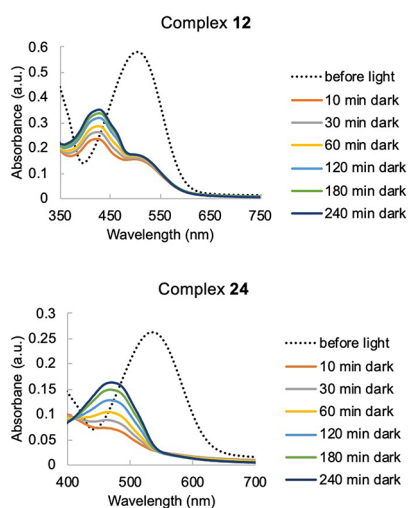 Complex 12
0.6
0.5
0.4
0.3
0.2
0.1
0
Absorbance (a.u.)
350 450 550 650 750
Wavelength (nm)
before light
10 min dark
30 min dark
60 min dark
120 min dark
180 min dark
240 min dark
Complex 24
0.3
0.25
0.2
0.15
0.1
0.05
0
Absorbane (a.u.)
400 500 600 700
Wavelength (nm)
before light
10 min dark
30 min dark
60 min dark
120 min dark
180 min dark
240 min dark